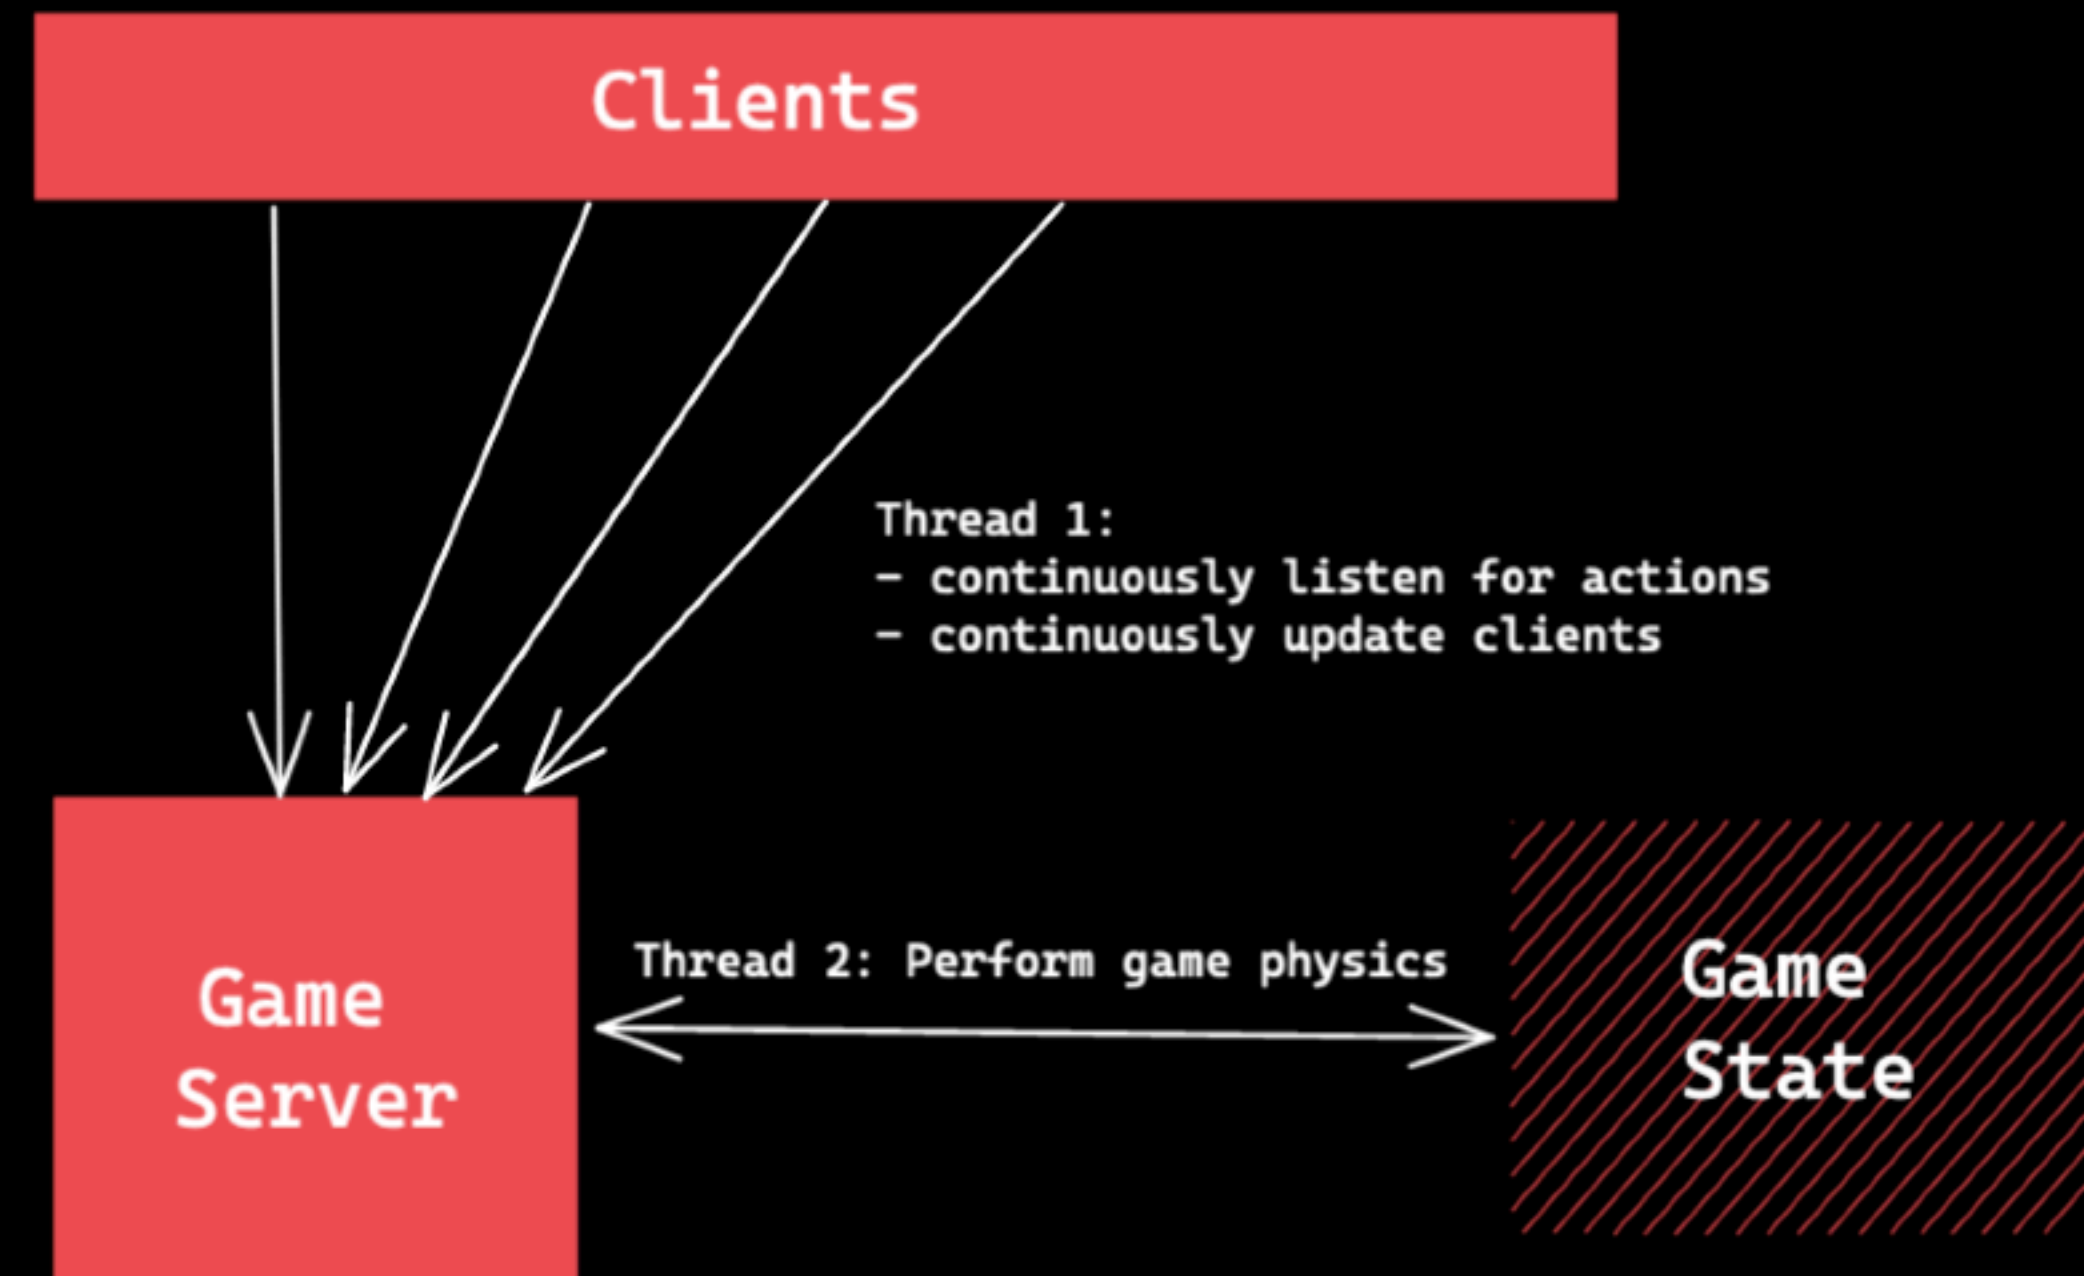 Clients
Thread 1:
- continuously listen for actions
- continuously update clients
Thread 2: Perform game physics
Game
Server
Game
State